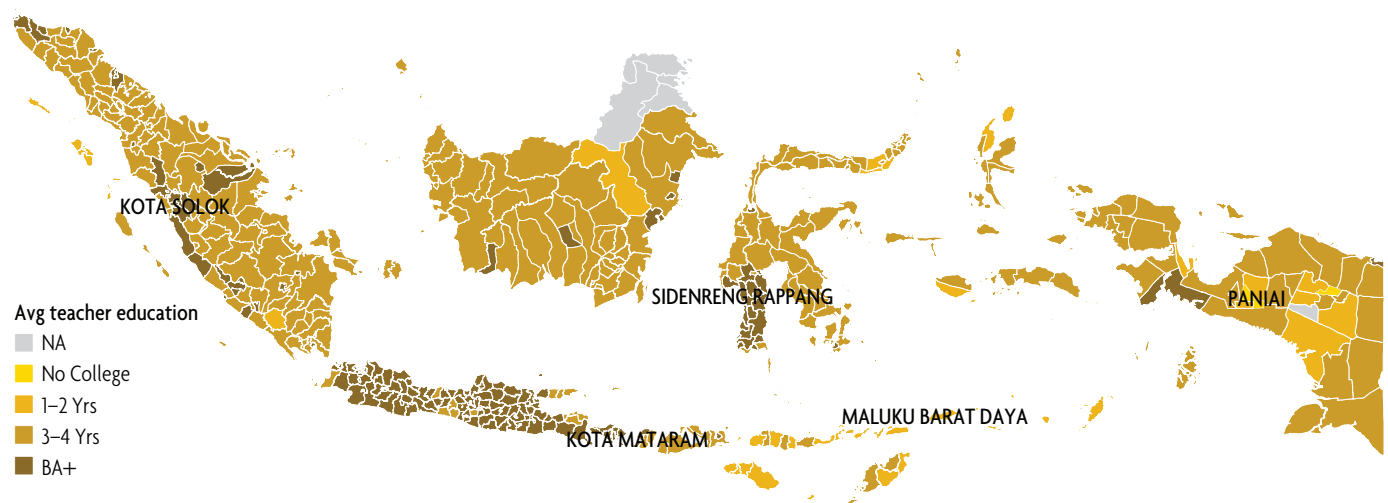 KOTA SOLOK
SIDENRENG RAPPANG
PANIAI
Avg teacher education
NA
No College
1–2 Yrs
3–4 Yrs
BA+
MALUKU BARAT DAYA
KOTA MATARAM